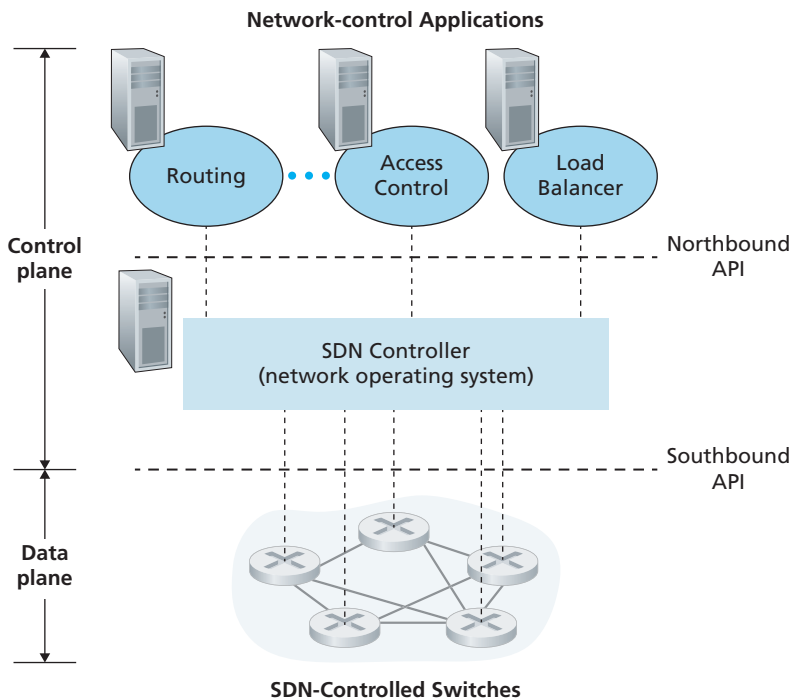 Network-control Applications
Routing
Access
Control
Load
Balancer
Control
plane
Northbound
API
SDN Controller
(network operating system)
Southbound
API
Data
plane
SDN-Controlled Switches